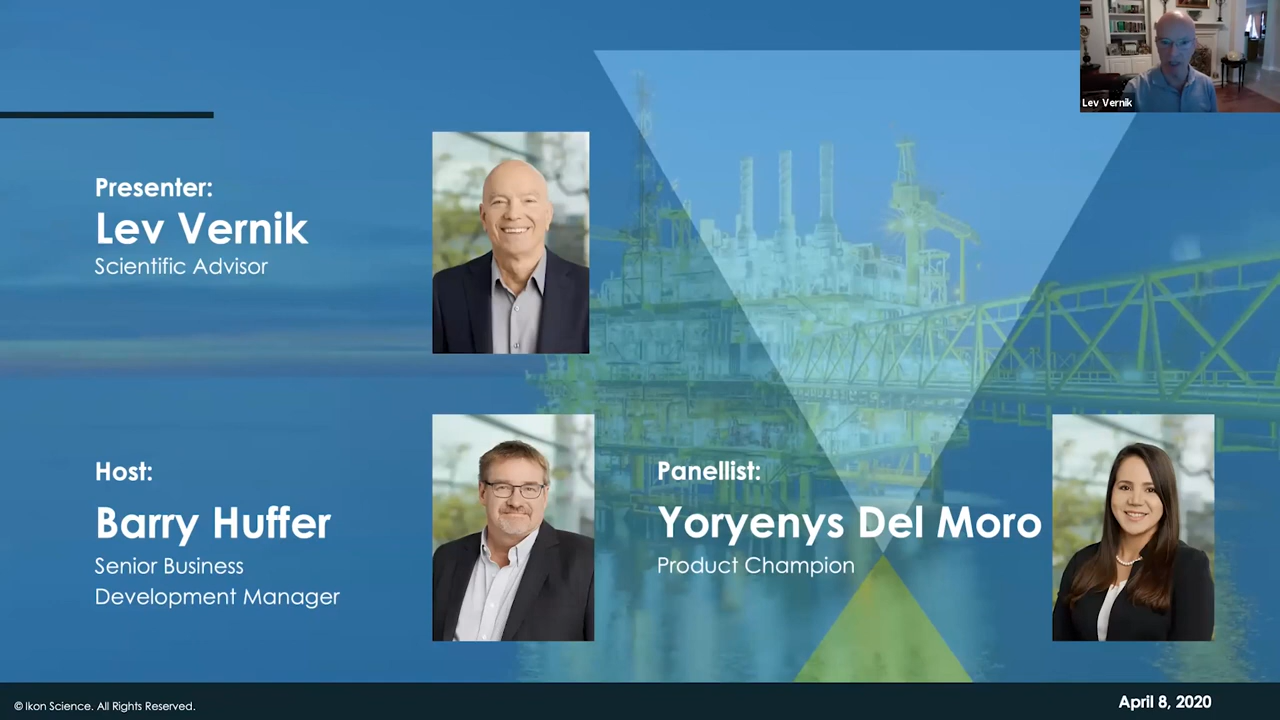 Lev Vernik
Presenter:
Lev Vernik
Scientific Advisor
Host:
Barry Huffer
Senior Business
Development Manager
Panellist:
Yoryenys Del Moro
Product Champion
© Ikon Science. All Rights Reserved.
April 8, 2020